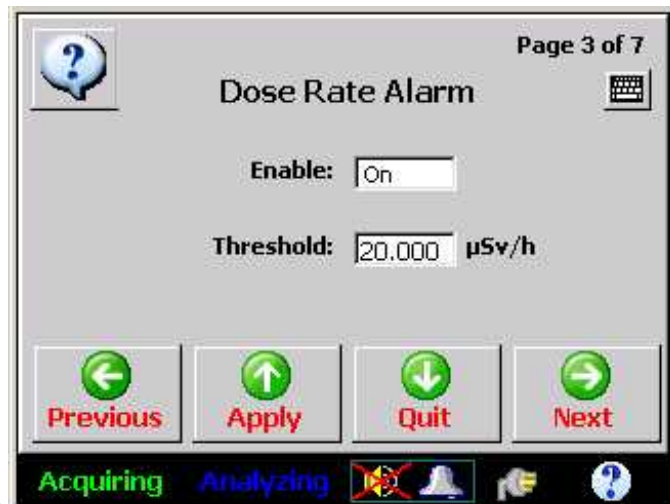 Page 3 of 7
Dose Rate Alarm
Enable: On
Threshold: 20.000 µSv/h
Previous Apply Quit Next
Acquiring Analyzing